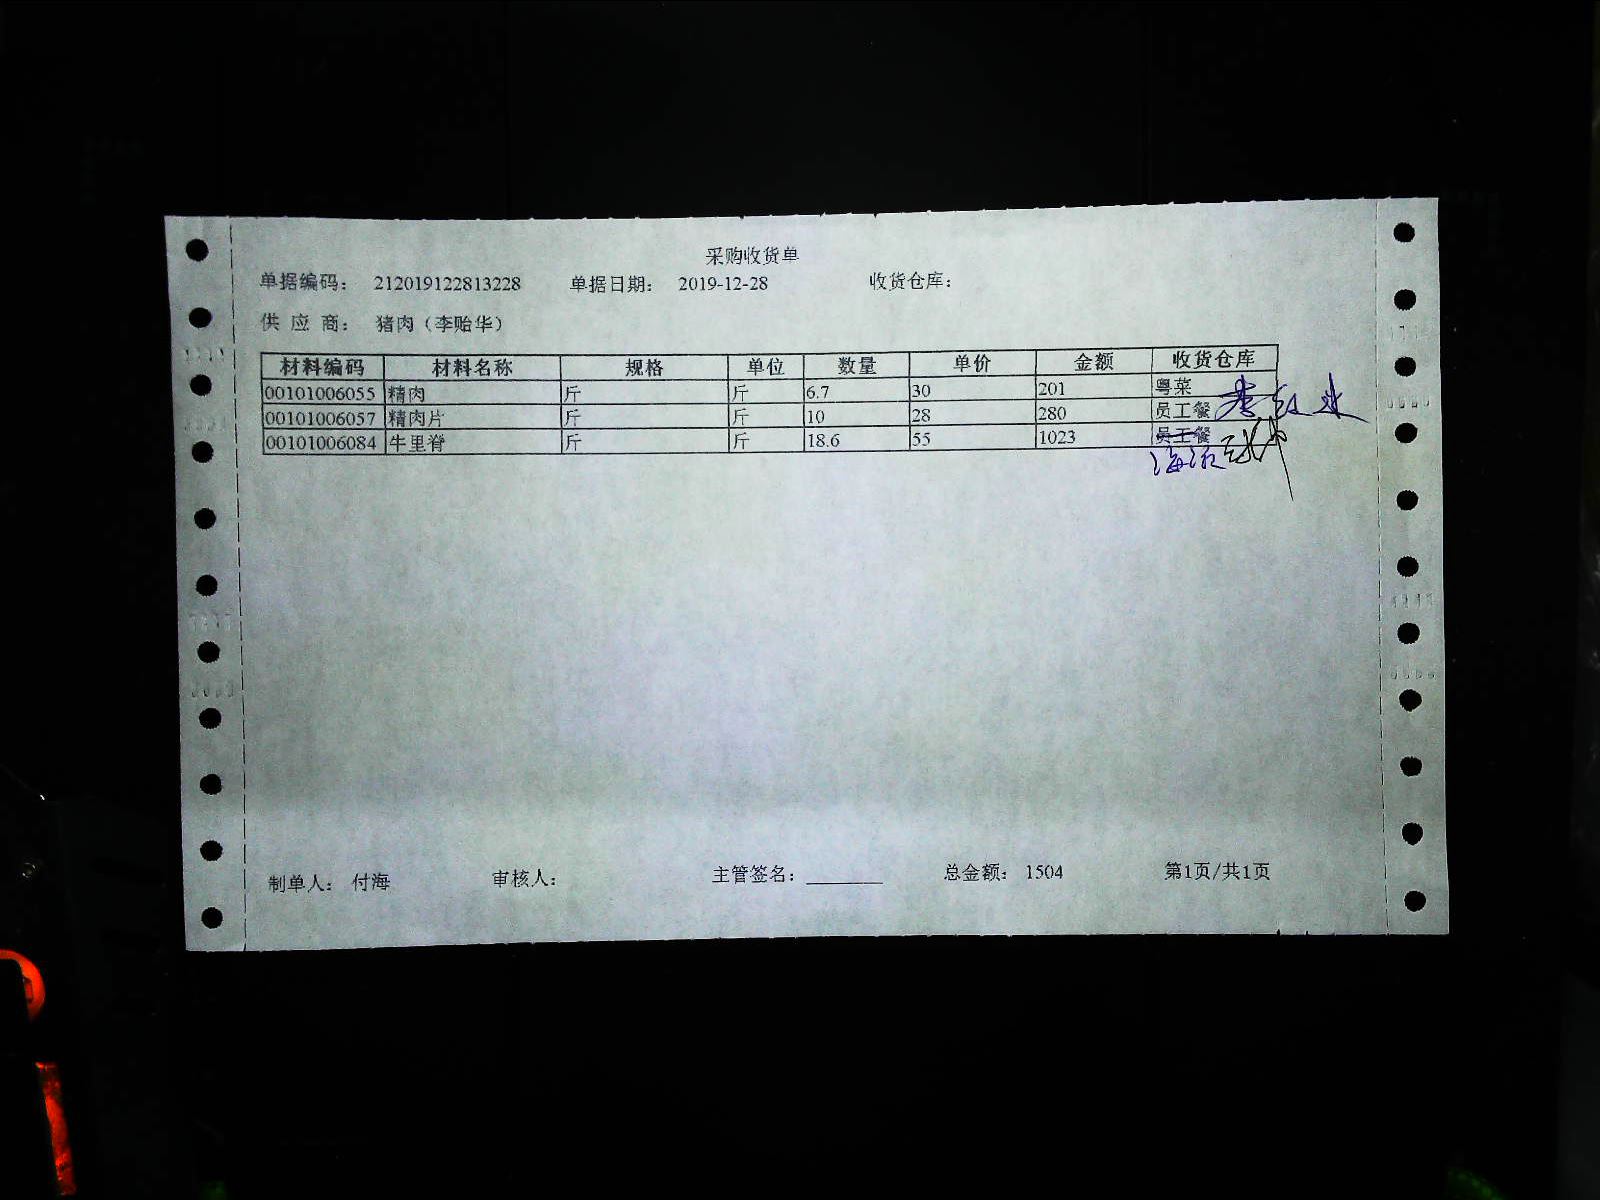 采购收货单
单据编码： 212019122813228 单据日期： 2019-12-28 收货仓库：
供 应 商： 猪肉（李贻华）
材料编码 材料名称 规格 单位 数量 单价 金额 收货仓库
00101006055 精肉 斤 斤 6.7 30 201 粤菜
00101006057 精肉片 斤 斤 10 28 280 员工餐
00101006084 牛里脊 斤 斤 18.6 55 1023 员工餐
制单人： 付海 审核人： 主管签名：________ 总金额： 1504 第1页/共1页